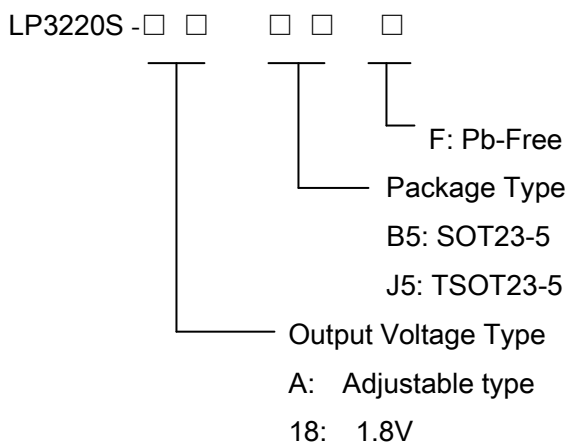 LP3220S -□ □ □ □ □
F: Pb-Free
Package Type
B5: SOT23-5
J5: TSOT23-5
Output Voltage Type
A: Adjustable type
18: 1.8V